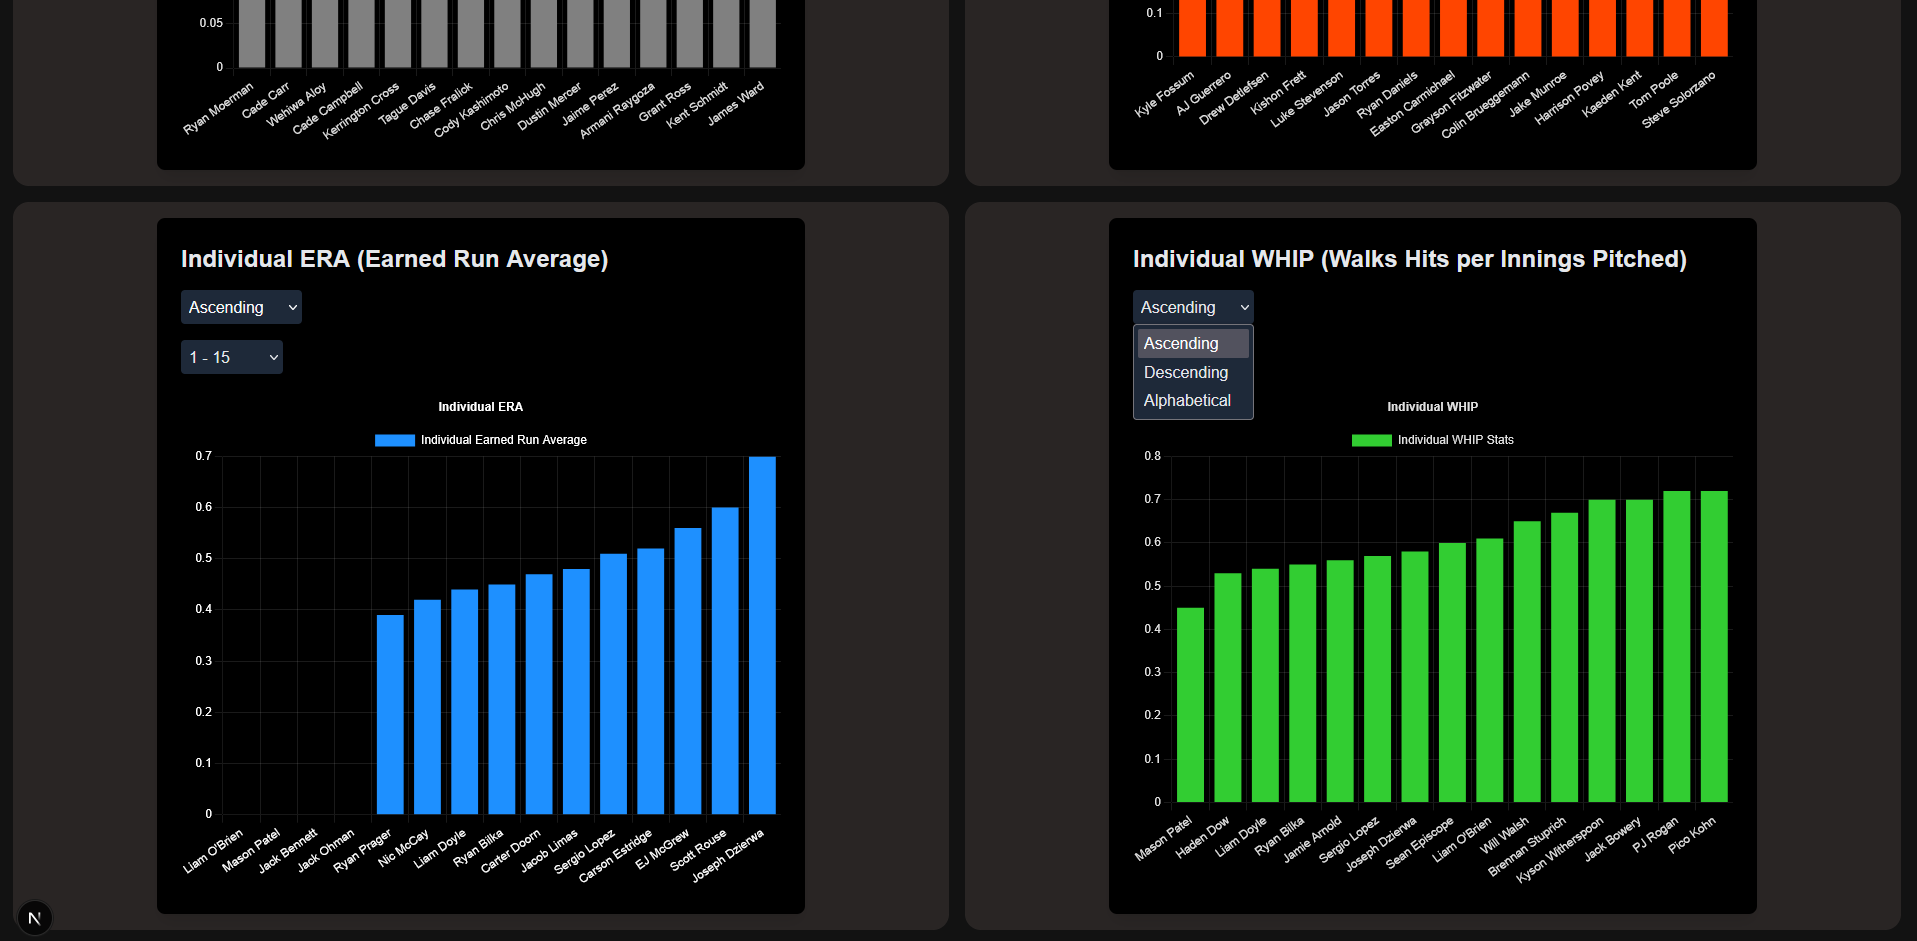 0.05
0
Ryan Moerman
Cade Carr
Wehiwa Aloy
Cade Campbell
Kerrington Cross
Tague Davis
Chase Fralick
Cody Kashimoto
Chris McHugh
Dustin Mercer
Jaime Perez
Armani Raygoza
Grant Ross
Kent Schmidt
James Ward
0.1
0
Kyle Fossum
AJ Guerrero
Drew Detlefsen
Kishon Frett
Luke Stevenson
Jason Torres
Ryan Daniels
Easton Carmichael
Grayson Fitzwater
Colin Brueggemann
Jake Munroe
Harrison Povey
Kaeden Kent
Tom Poole
Steve Solorzano
Individual ERA (Earned Run Average)
Ascending
1 - 15
Individual ERA
Individual Earned Run Average
0.7
0.6
0.5
0.4
0.3
0.2
0.1
0
Liam O'Brien
Mason Patel
Jack Bennett
Jack Ohman
Ryan Prager
Nic McCay
Liam Doyle
Ryan Bilka
Carter Dorn
Jacob Limas
Sergio Lopez
Carson Estridge
EJ McGrew
Scott Rouse
Joseph Dzierwa
Individual WHIP (Walks Hits per Innings Pitched)
Ascending
Ascending
Descending
Alphabetical
Individual WHIP
Individual WHIP Stats
0.8
0.7
0.6
0.5
0.4
0.3
0.2
0.1
0
Mason Patel
Haden Dow
Liam Doyle
Ryan Bilka
Jamie Arnold
Sergio Lopez
Joseph Dzierwa
Sean Episcope
Liam O'Brien
Will Walsh
Brennan Stuprich
Kyson Witherspoon
Jack Bowery
PJ Rogan
Pico Kohn
N